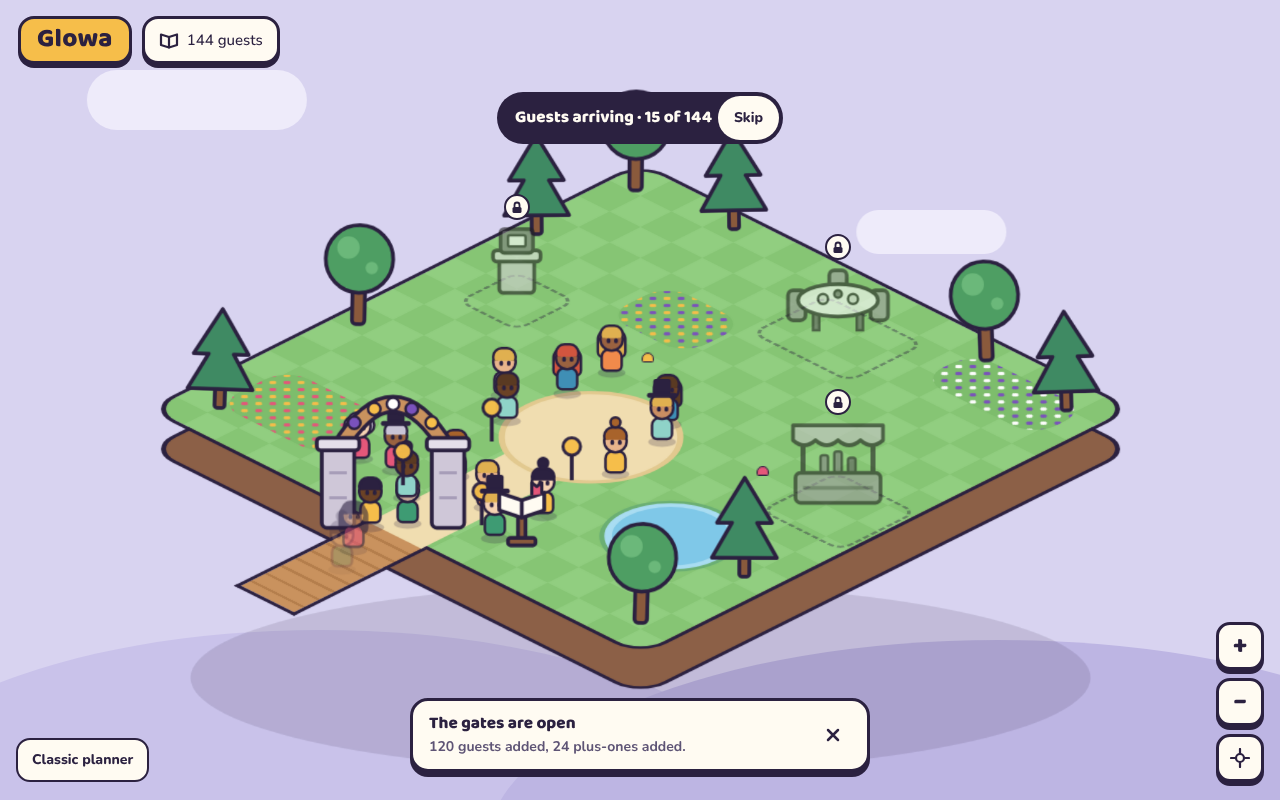 Glowa
144 guests
Guests arriving · 15 of 144
Skip
The gates are open
120 guests added, 24 plus-ones added.
Classic planner